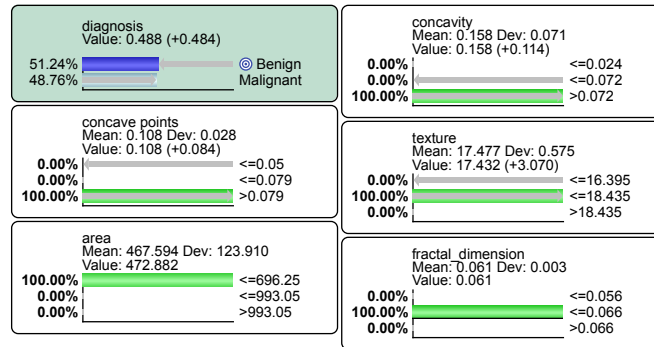 diagnosis
Value: 0.488 (+0.484)
51.24% Benign
48.76% Malignant
concave points
Mean: 0.108 Dev: 0.028
Value: 0.108 (+0.084)
0.00% <=0.05
0.00% <=0.079
100.00% >0.079
area
Mean: 467.594 Dev: 123.910
Value: 472.882
100.00% <=696.25
0.00% <=993.05
0.00% >993.05
concavity
Mean: 0.158 Dev: 0.071
Value: 0.158 (+0.114)
0.00% <=0.024
0.00% <=0.072
100.00% >0.072
texture
Mean: 17.477 Dev: 0.575
Value: 17.432 (+3.070)
0.00% <=16.395
100.00% <=18.435
0.00% >18.435
fractal_dimension
Mean: 0.061 Dev: 0.003
Value: 0.061
0.00% <=0.056
100.00% <=0.066
0.00% >0.066